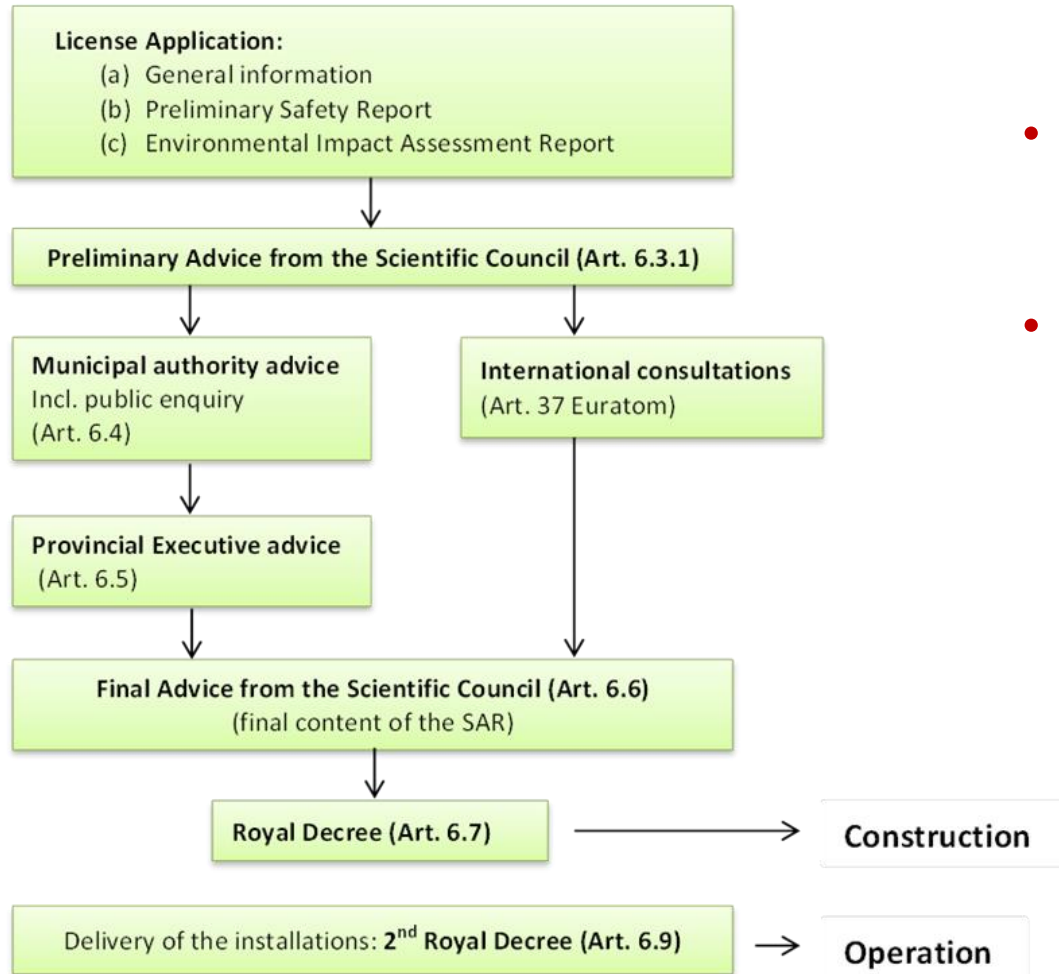 License Application:
(a) General information
(b) Preliminary Safety Report
(c) Environmental Impact Assessment Report
Preliminary Advice from the Scientific Council (Art. 6.3.1)
Municipal authority advice
Incl. public enquiry
(Art. 6.4)
International consultations
(Art. 37 Euratom)
Provincial Executive advice
(Art. 6.5)
Final Advice from the Scientific Council (Art. 6.6)
(final content of the SAR)
Royal Decree (Art. 6.7)
Construction
Delivery of the installations: 2nd Royal Decree (Art. 6.9)
Operation